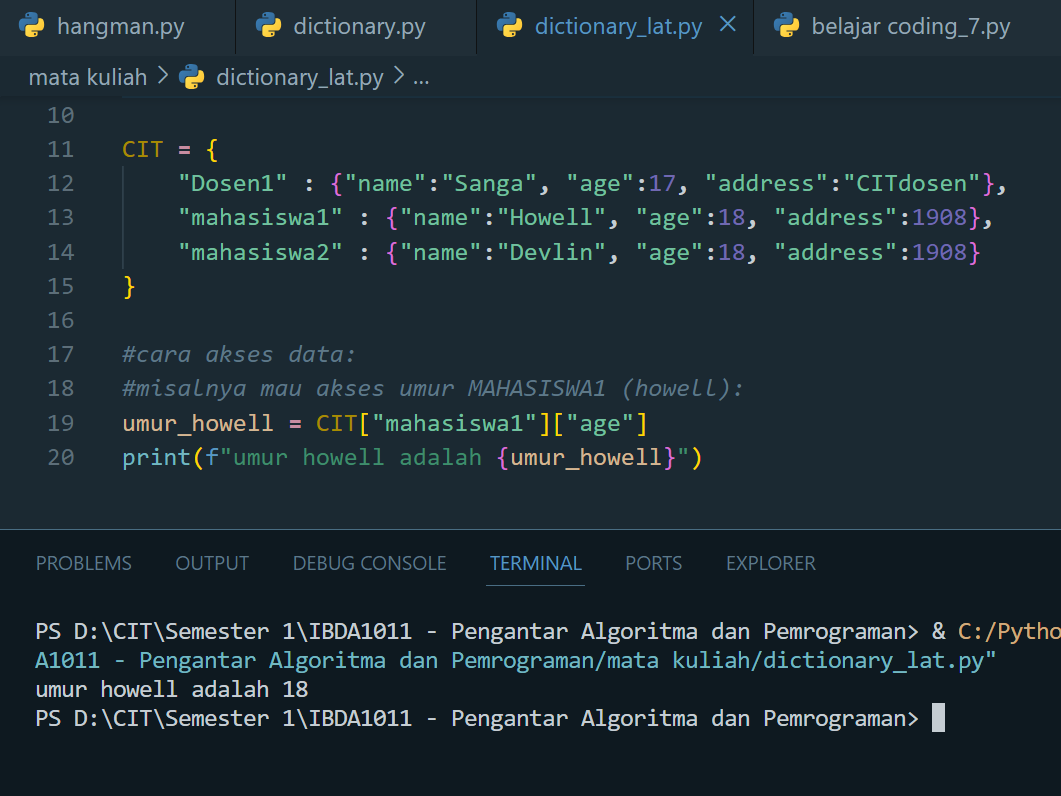 hangman.py dictionary.py dictionary_lat.py belajar coding_7.py
mata kuliah > dictionary_lat.py > ...
10
11 CIT = {
12 "Dosen1" : {"name":"Sanga", "age":17, "address":"CITdosen"},
13 "mahasiswa1" : {"name":"Howell", "age":18, "address":1908},
14 "mahasiswa2" : {"name":"Devlin", "age":18, "address":1908}
15 }
16
17 #cara akses data:
18 #misalnya mau akses umur MAHASISWA1 (howell):
19 umur_howell = CIT["mahasiswa1"]["age"]
20 print(f"umur howell adalah {umur_howell}")
PROBLEMS OUTPUT DEBUG CONSOLE TERMINAL PORTS EXPLORER
PS D:\CIT\Semester 1\IBDA1011 - Pengantar Algoritma dan Pemrograman> & C:/Pytho
A1011 - Pengantar Algoritma dan Pemrograman/mata kuliah/dictionary_lat.py"
umur howell adalah 18
PS D:\CIT\Semester 1\IBDA1011 - Pengantar Algoritma dan Pemrograman>